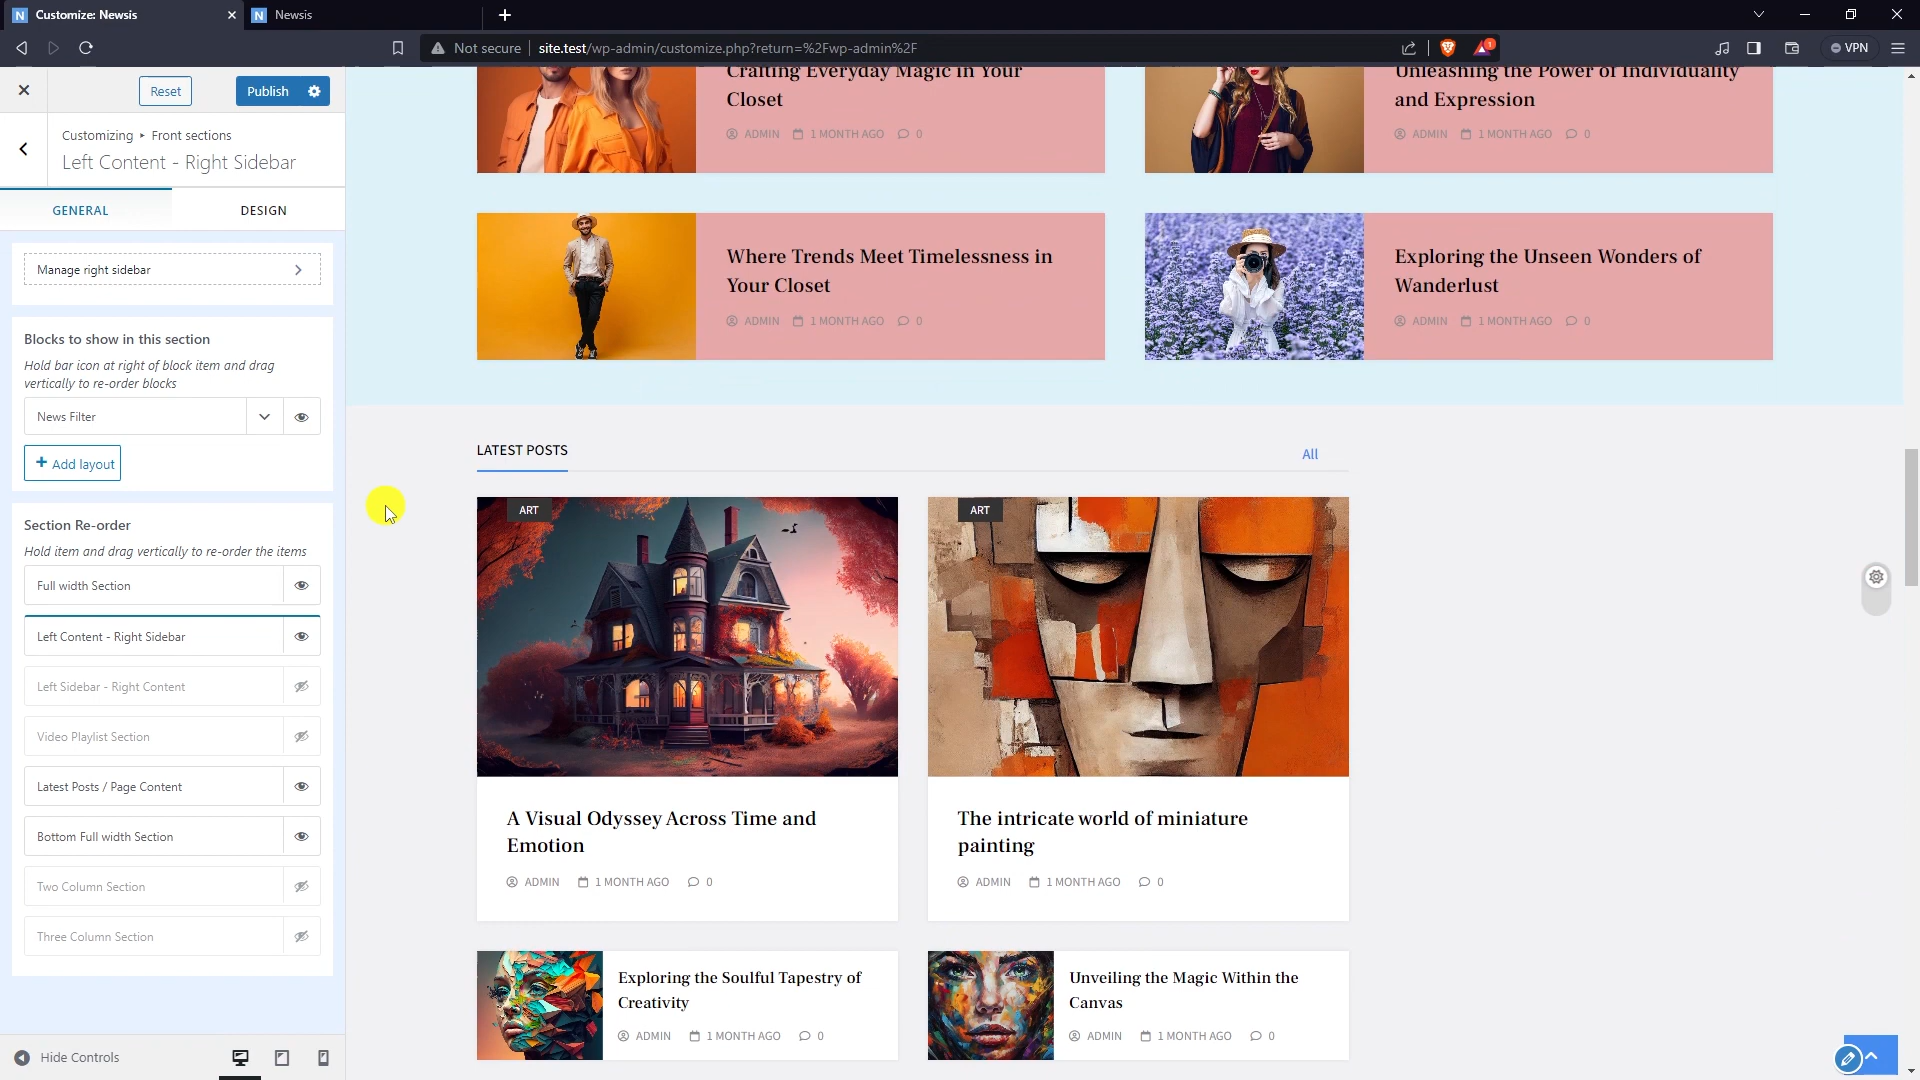 Customize: Newsis
Newsis
Not secure
site.test/wp-admin/customize.php?return=%2Fwp-admin%2F
1
VPN
Reset
Publish
Customizing ▸ Front sections
Left Content - Right Sidebar
GENERAL
DESIGN
Manage right sidebar
Blocks to show in this section
Hold bar icon at right of block item and drag
vertically to re-order blocks
News Filter
+ Add layout
Section Re-order
Hold item and drag vertically to re-order the items
Full width Section
Left Content - Right Sidebar
Left Sidebar - Right Content
Video Playlist Section
Latest Posts / Page Content
Bottom Full width Section
Two Column Section
Three Column Section
Hide Controls
Crafting Everyday Magic in Your
Closet
ADMIN 1 MONTH AGO 0
Unleashing the Power of Individuality
and Expression
ADMIN 1 MONTH AGO 0
Where Trends Meet Timelessness in
Your Closet
ADMIN 1 MONTH AGO 0
Exploring the Unseen Wonders of
Wanderlust
ADMIN 1 MONTH AGO 0
LATEST POSTS
All
ART
A Visual Odyssey Across Time and
Emotion
ADMIN 1 MONTH AGO 0
ART
The intricate world of miniature
painting
ADMIN 1 MONTH AGO 0
Exploring the Soulful Tapestry of
Creativity
ADMIN 1 MONTH AGO 0
Unveiling the Magic Within the
Canvas
ADMIN 1 MONTH AGO 0